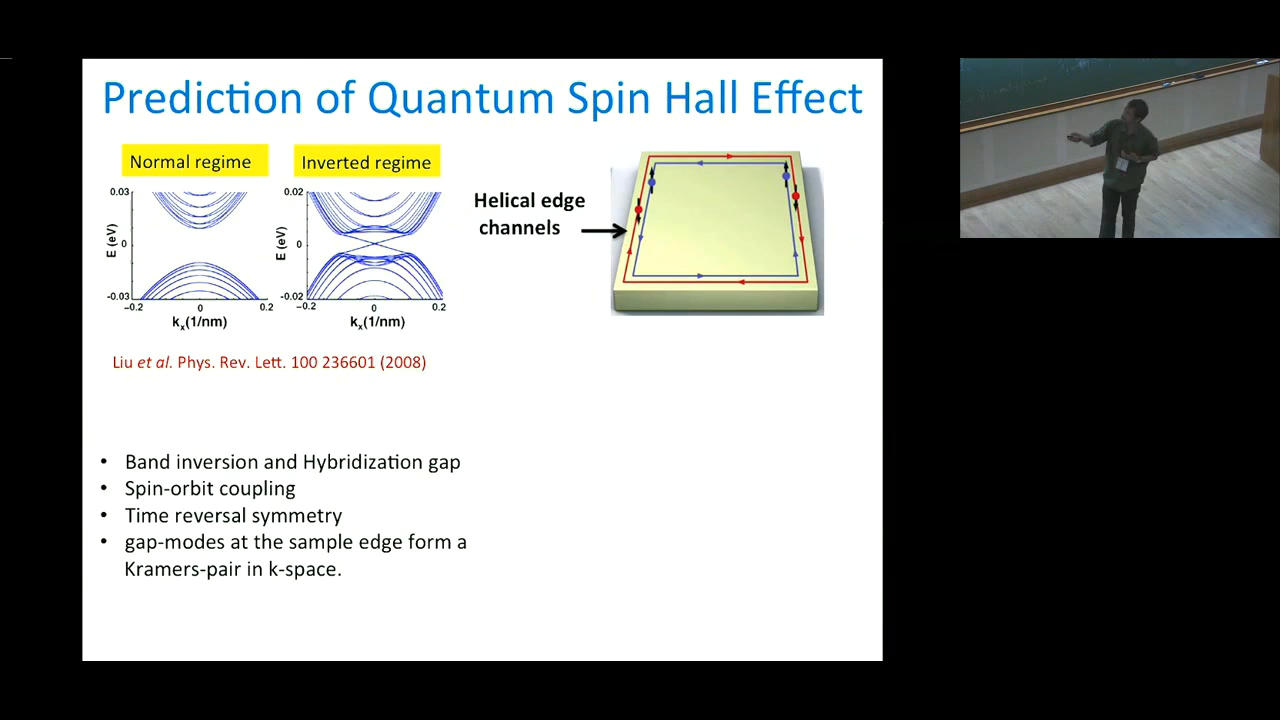 Prediction of Quantum Spin Hall Effect
Normal regime
Inverted regime
0.03
0
-0.03
E (eV)
-0.2
0
0.2
kx(1/nm)
0.02
0
-0.02
E (eV)
-0.2
0
0.2
kx(1/nm)
Helical edge
channels
Liu et al. Phys. Rev. Lett. 100 236601 (2008)
• Band inversion and Hybridization gap
• Spin-orbit coupling
• Time reversal symmetry
• gap-modes at the sample edge form a
Kramers-pair in k-space.